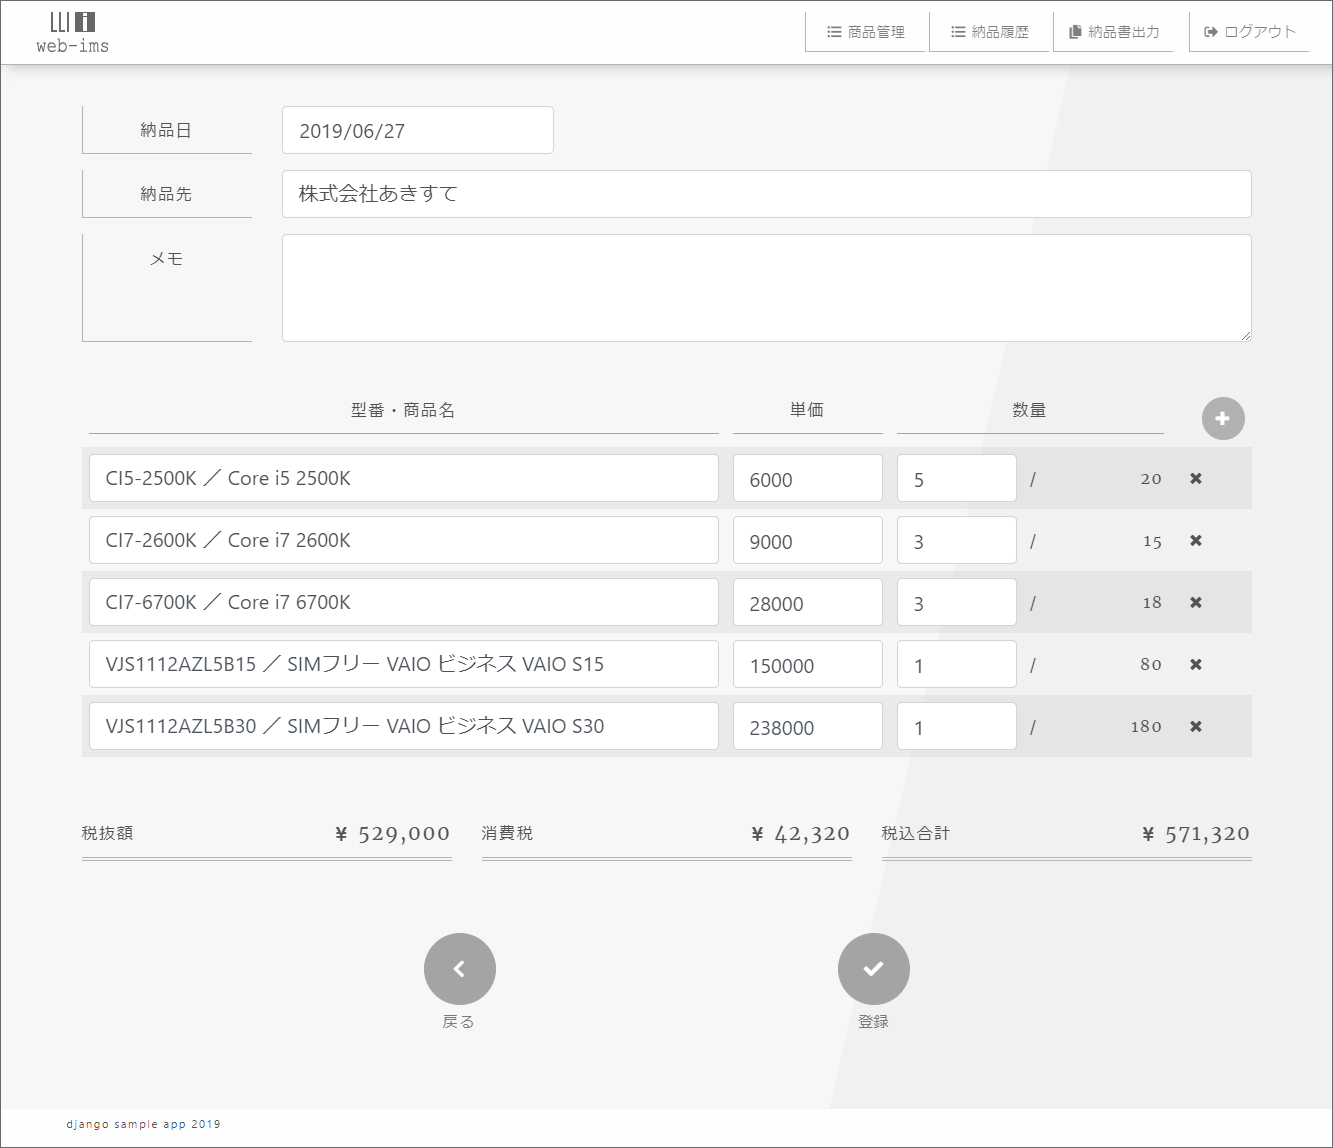 web-ims
商品管理
納品履歴
納品書出力
ログアウト
納品日 2019/06/27
納品先 株式会社あきすて
メモ
型番・商品名 単価 数量
CI5-2500K ／ Core i5 2500K 6000 5 / 20
CI7-2600K ／ Core i7 2600K 9000 3 / 15
CI7-6700K ／ Core i7 6700K 28000 3 / 18
VJS1112AZL5B15 ／ SIMフリー VAIO ビジネス VAIO S15 150000 1 / 80
VJS1112AZL5B30 ／ SIMフリー VAIO ビジネス VAIO S30 238000 1 / 180
税抜額 ¥ 529,000 消費税 ¥ 42,320 税込合計 ¥ 571,320
戻る 登録
django sample app 2019